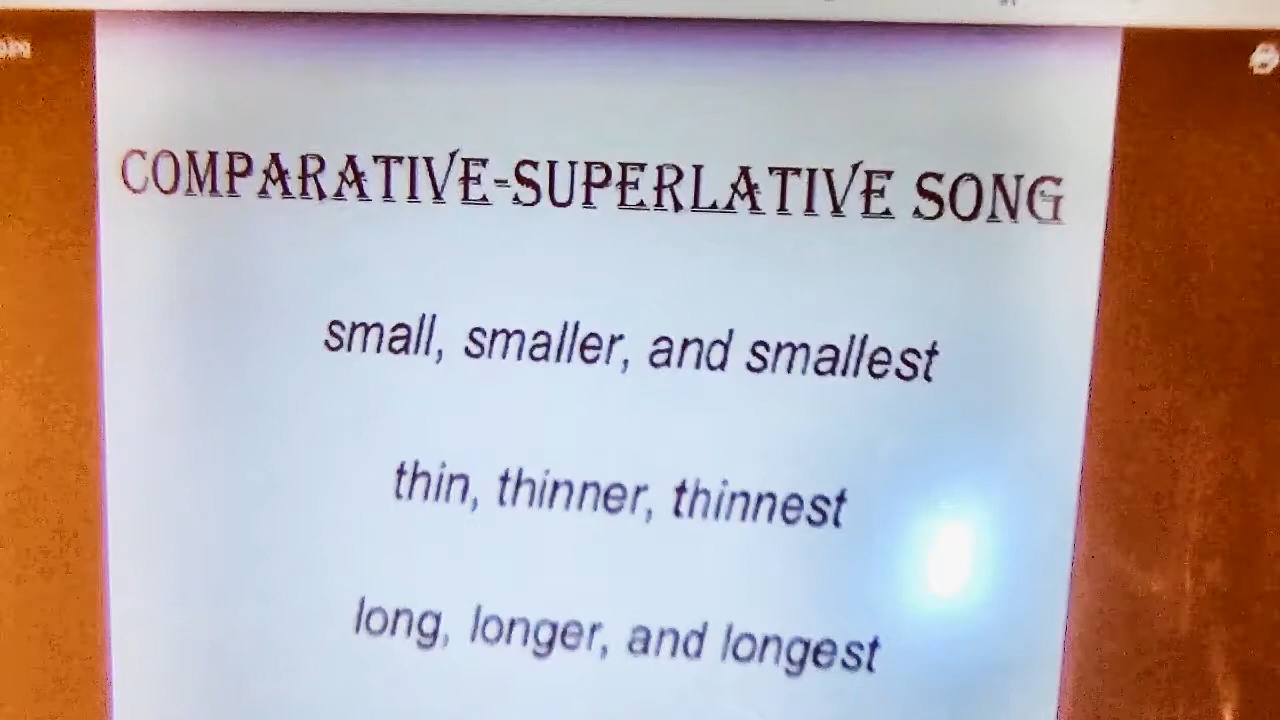 COMPARATIVE-SUPERLATIVE SONG
small, smaller, and smallest
thin, thinner, thinnest
long, longer, and longest